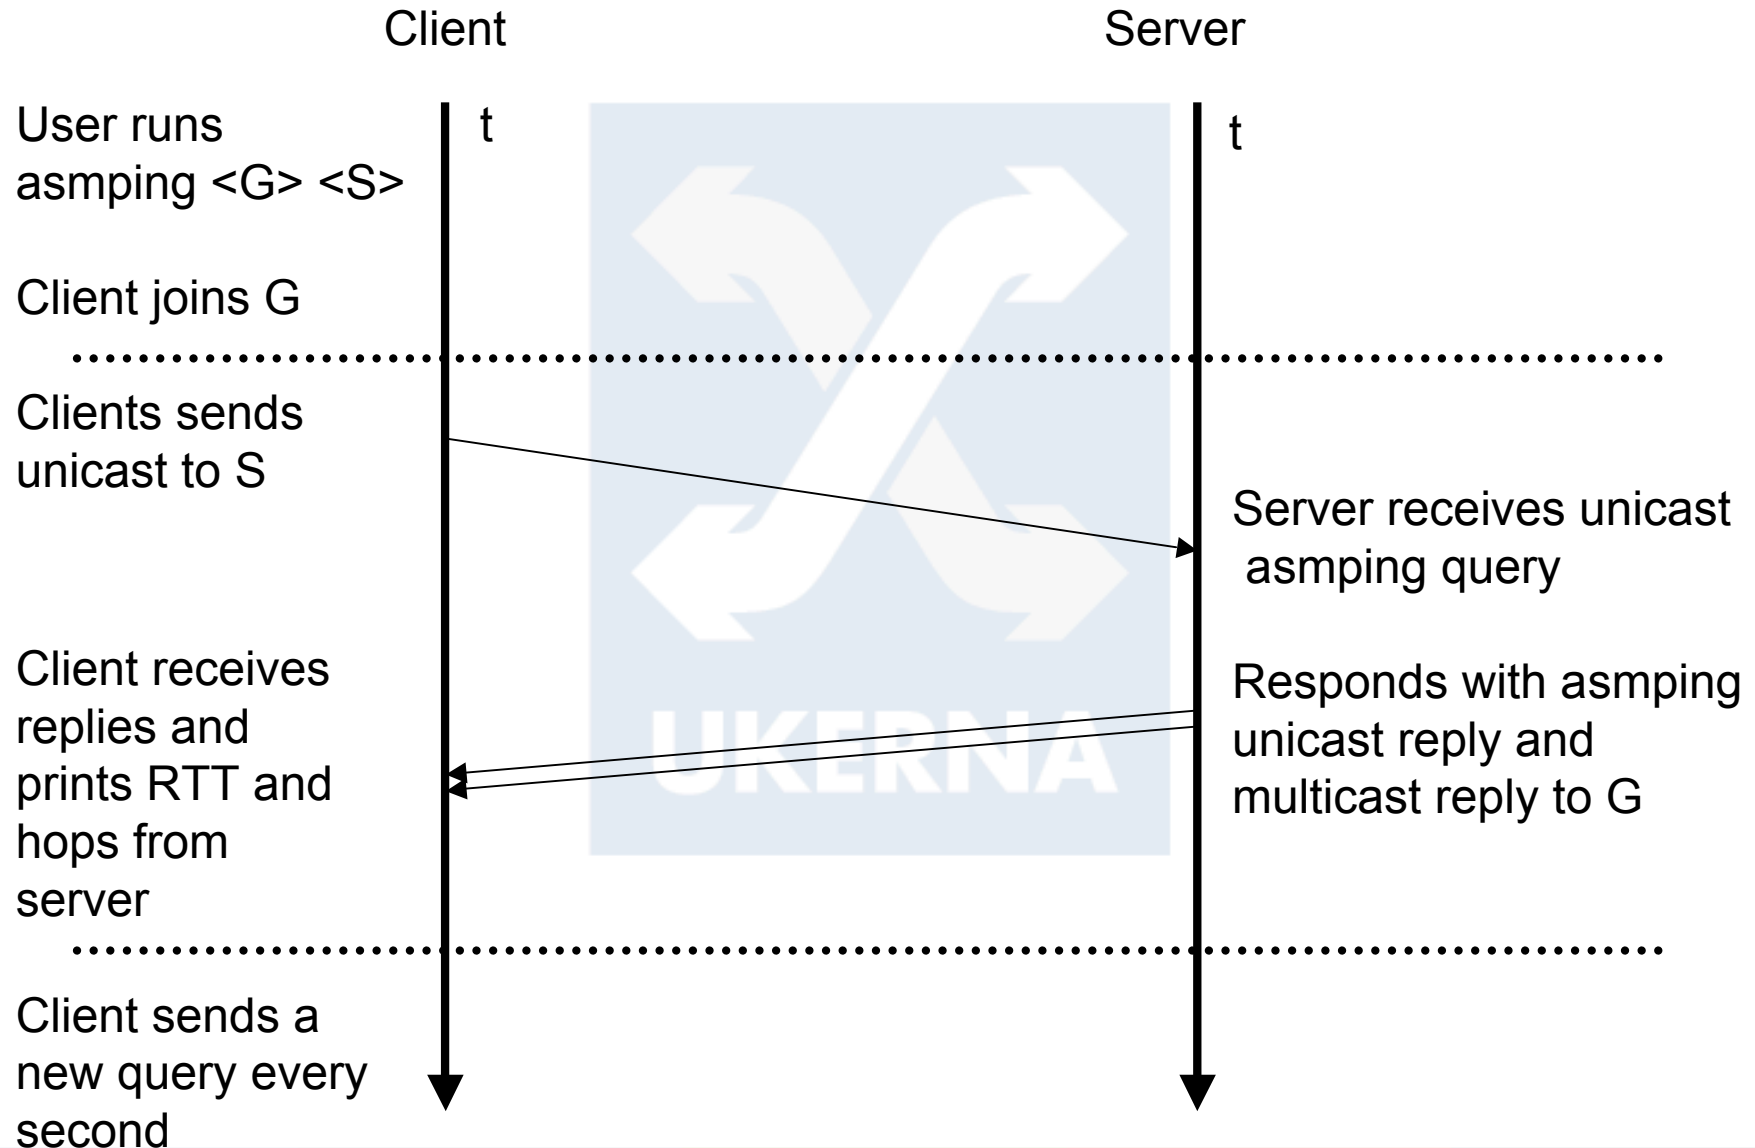 Client
Server
User runs
asmping <G> <S>
t
t
Client joins G
Clients sends
unicast to S
Server receives unicast
asmping query
Client receives
replies and
prints RTT and
hops from
server
Responds with asmping
unicast reply and
multicast reply to G
UKERNA
Client sends a
new query every
second